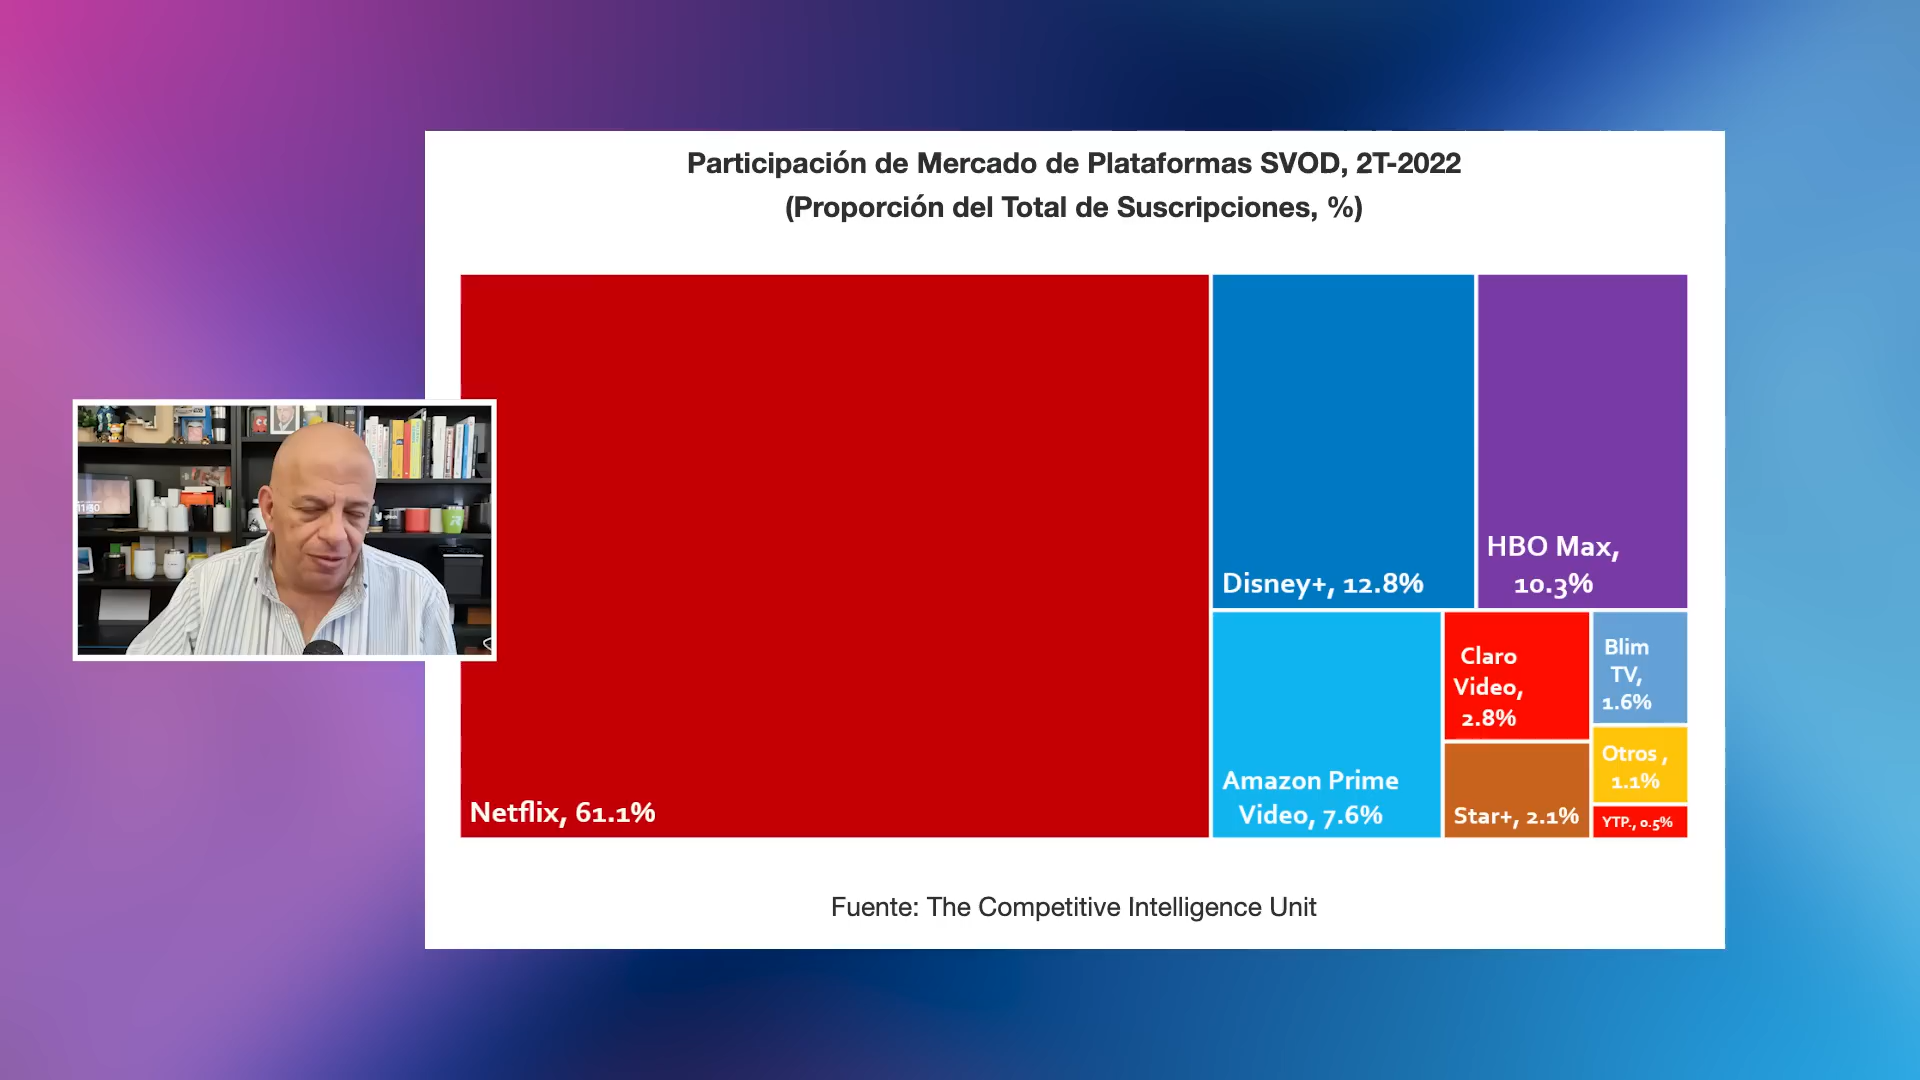 Participación de Mercado de Plataformas SVOD, 2T-2022
(Proporción del Total de Suscripciones, %)
Netflix, 61.1%
Disney+, 12.8%
HBO Max,
10.3%
Amazon Prime
Video, 7.6%
Claro
Video,
2.8%
Star+, 2.1%
Blim
TV,
1.6%
Otros ,
1.1%
YTP., 0.5%
Fuente: The Competitive Intelligence Unit